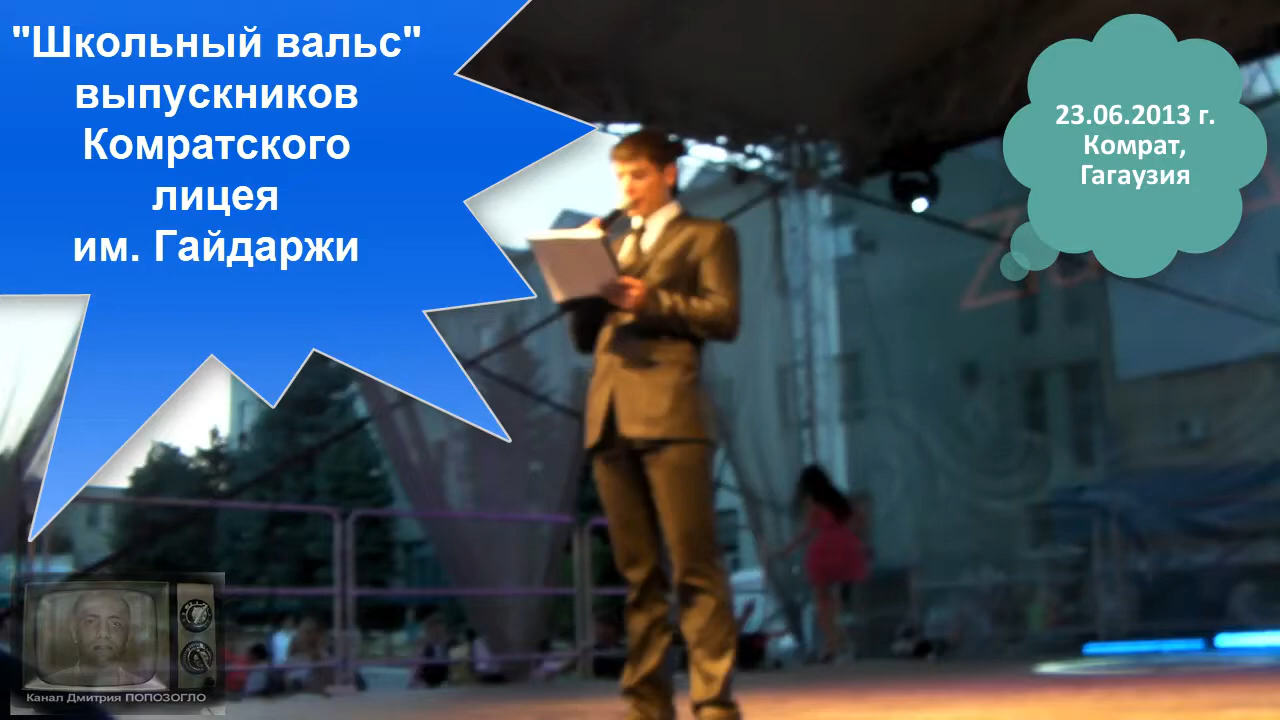 "Школьный вальс"
выпускников
Комратского
лицея
им. Гайдаржи
23.06.2013 г.
Комрат,
Гагаузия
Канал Дмитрия ПОПОЗОГЛО